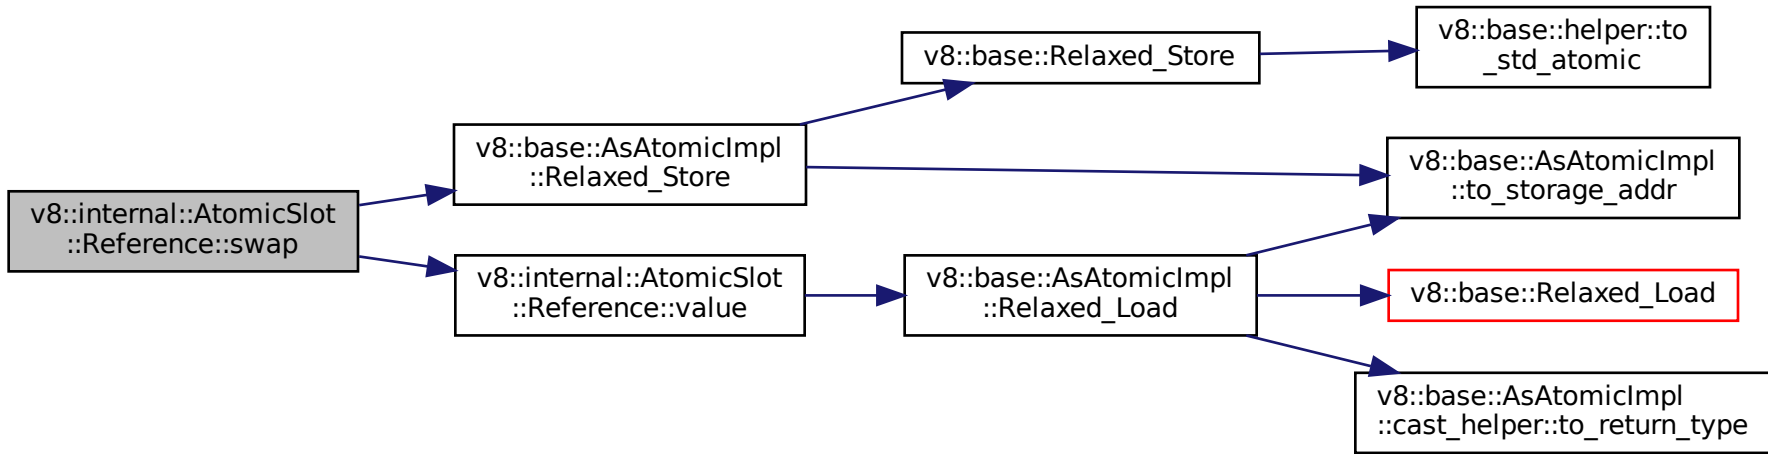 v8::internal::AtomicSlot
::Reference::swap
v8::base::AsAtomicImpl
::Relaxed_Store
v8::base::Relaxed_Store
v8::base::helper::to
_std_atomic
v8::base::AsAtomicImpl
::to_storage_addr
v8::internal::AtomicSlot
::Reference::value
v8::base::AsAtomicImpl
::Relaxed_Load
v8::base::Relaxed_Load
v8::base::AsAtomicImpl
::cast_helper::to_return_type